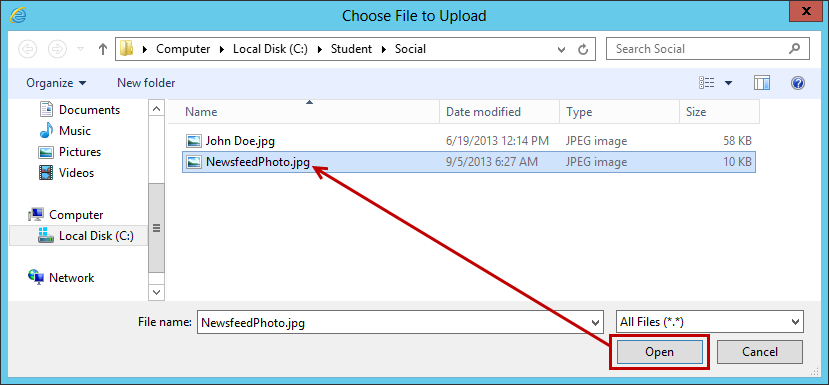 Choose File to Upload
x
Computer Local Disk (C:) Student Social
Search Social
Organize New folder
Name Date modified Type Size
Documents
Music
Pictures
Videos
Computer
Local Disk (C:)
Network
John Doe.jpg 6/19/2013 12:14 PM JPEG image 58 KB
NewsfeedPhoto.jpg 9/5/2013 6:27 AM JPEG image 10 KB
File name: NewsfeedPhoto.jpg All Files (*.*)
Open Cancel